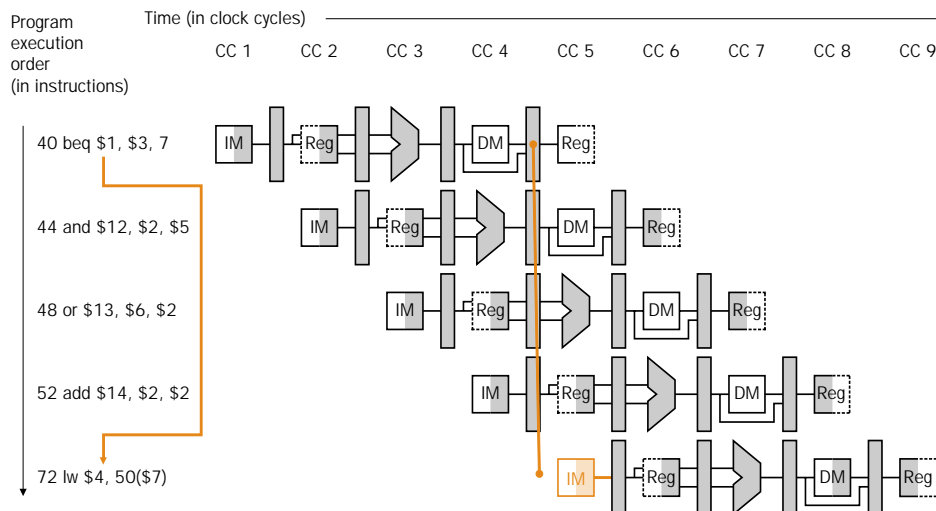 Time (in clock cycles)
Program
execution
order
(in instructions)
CC 1 CC 2 CC 3 CC 4 CC 5 CC 6 CC 7 CC 8 CC 9
40 beq $1, $3, 7
IM Reg DM Reg
44 and $12, $2, $5
IM Reg DM Reg
48 or $13, $6, $2
IM Reg DM Reg
52 add $14, $2, $2
IM Reg DM Reg
72 lw $4, 50($7)
IM Reg DM Reg